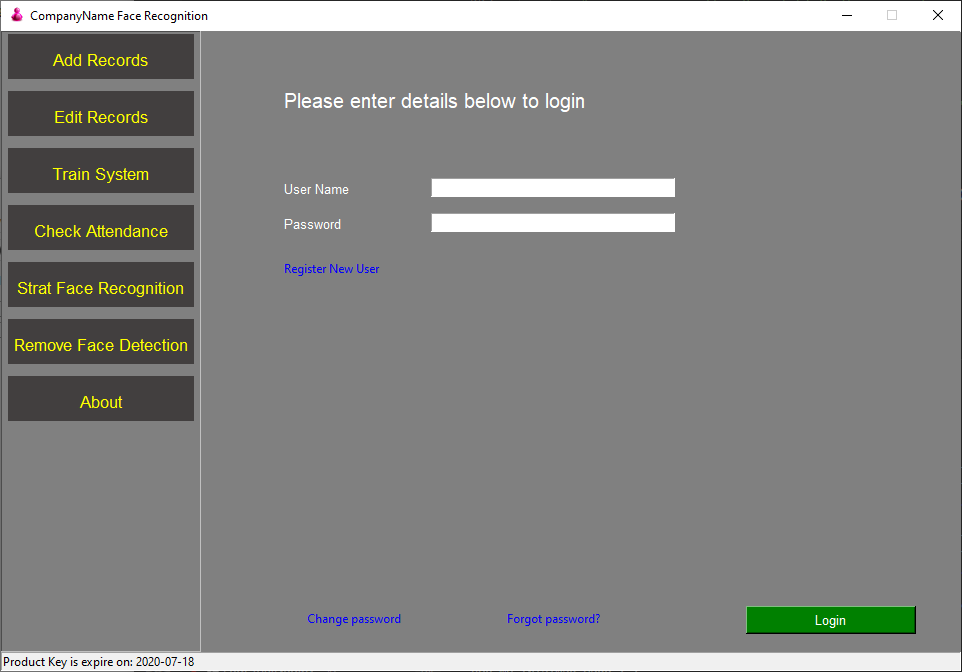 CompanyName Face Recognition
Add Records
Edit Records
Train System
Check Attendance
Strat Face Recognition
Remove Face Detection
About
Please enter details below to login
User Name
Password
Register New User
Change password
Forgot password?
Login
Product Key is expire on: 2020-07-18